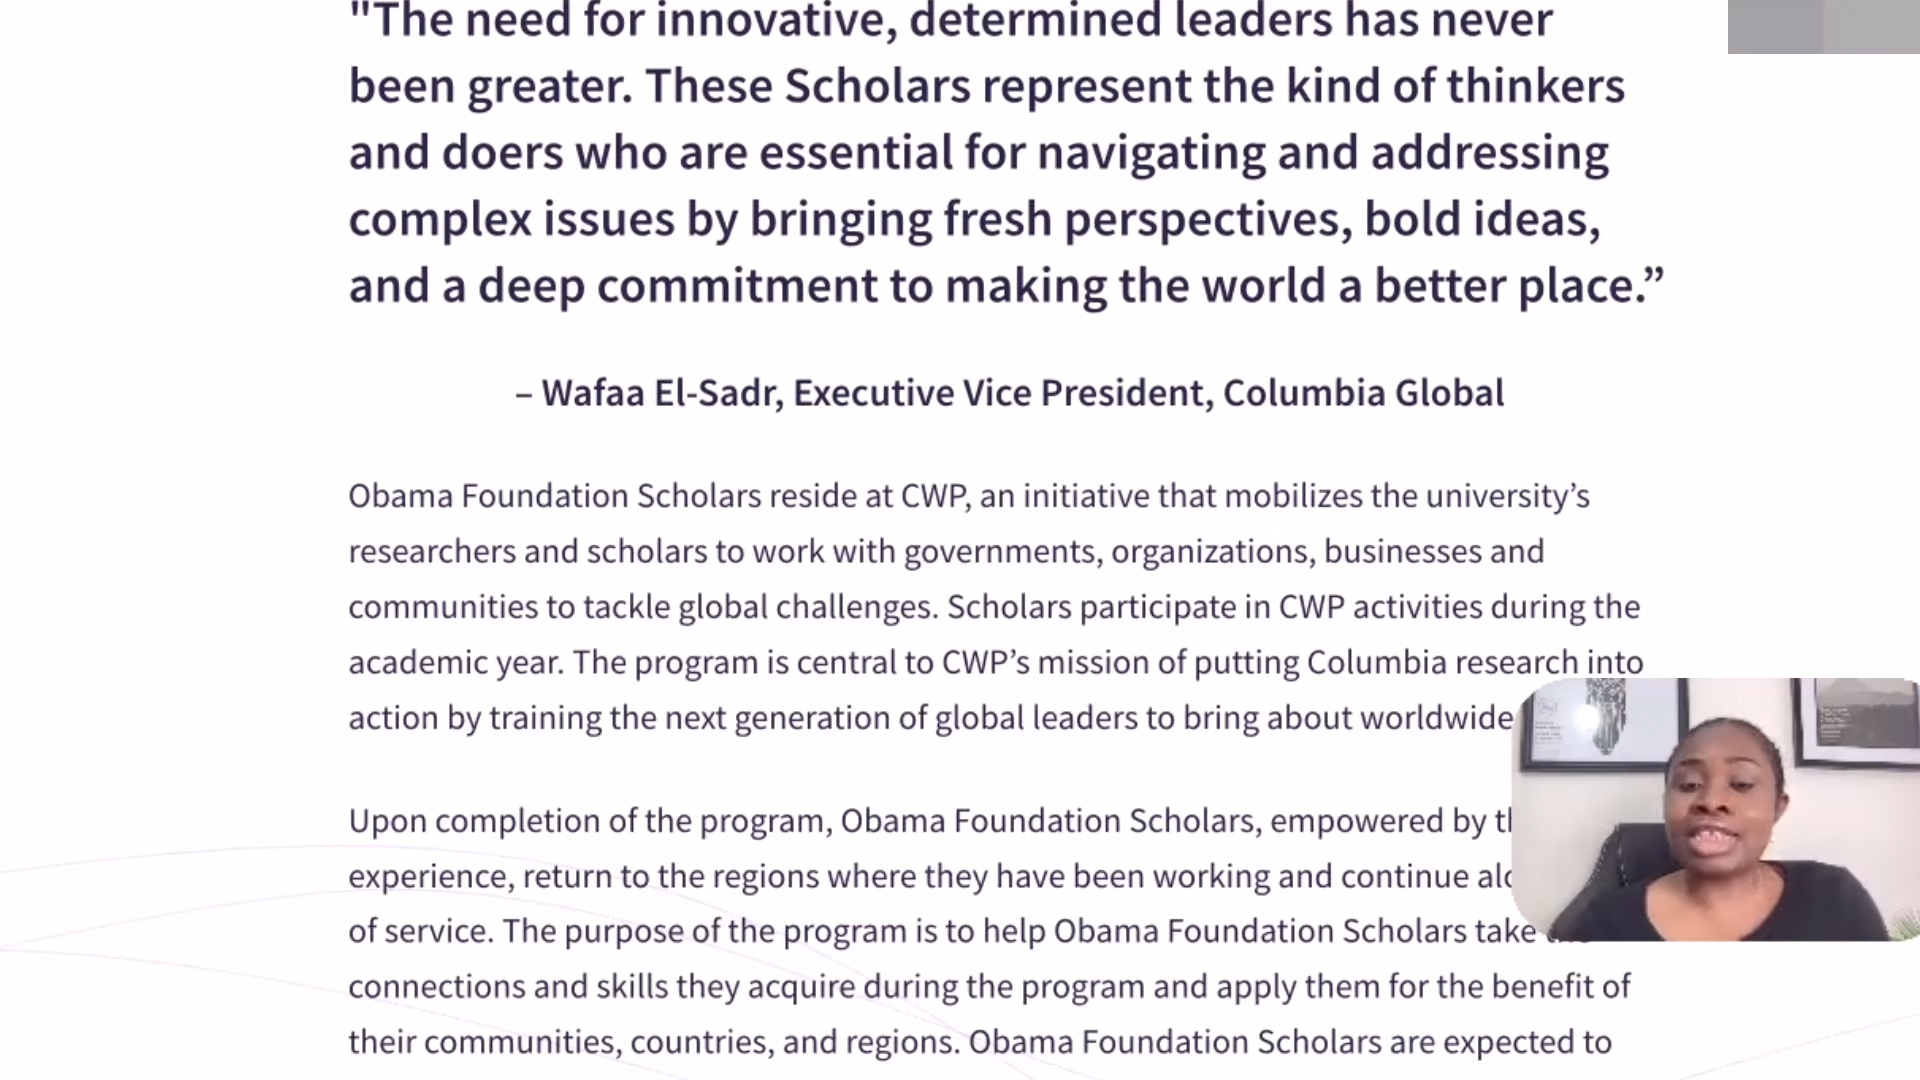 "The need for innovative, determined leaders has never
been greater. These Scholars represent the kind of thinkers
and doers who are essential for navigating and addressing
complex issues by bringing fresh perspectives, bold ideas,
and a deep commitment to making the world a better place.”
– Wafaa El-Sadr, Executive Vice President, Columbia Global
Obama Foundation Scholars reside at CWP, an initiative that mobilizes the university’s
researchers and scholars to work with governments, organizations, businesses and
communities to tackle global challenges. Scholars participate in CWP activities during the
academic year. The program is central to CWP’s mission of putting Columbia research into
action by training the next generation of global leaders to bring about worldwide
Upon completion of the program, Obama Foundation Scholars, empowered by
experience, return to the regions where they have been working and continue
of service. The purpose of the program is to help Obama Foundation Scholars take
connections and skills they acquire during the program and apply them for the benefit of
their communities, countries, and regions. Obama Foundation Scholars are expected to